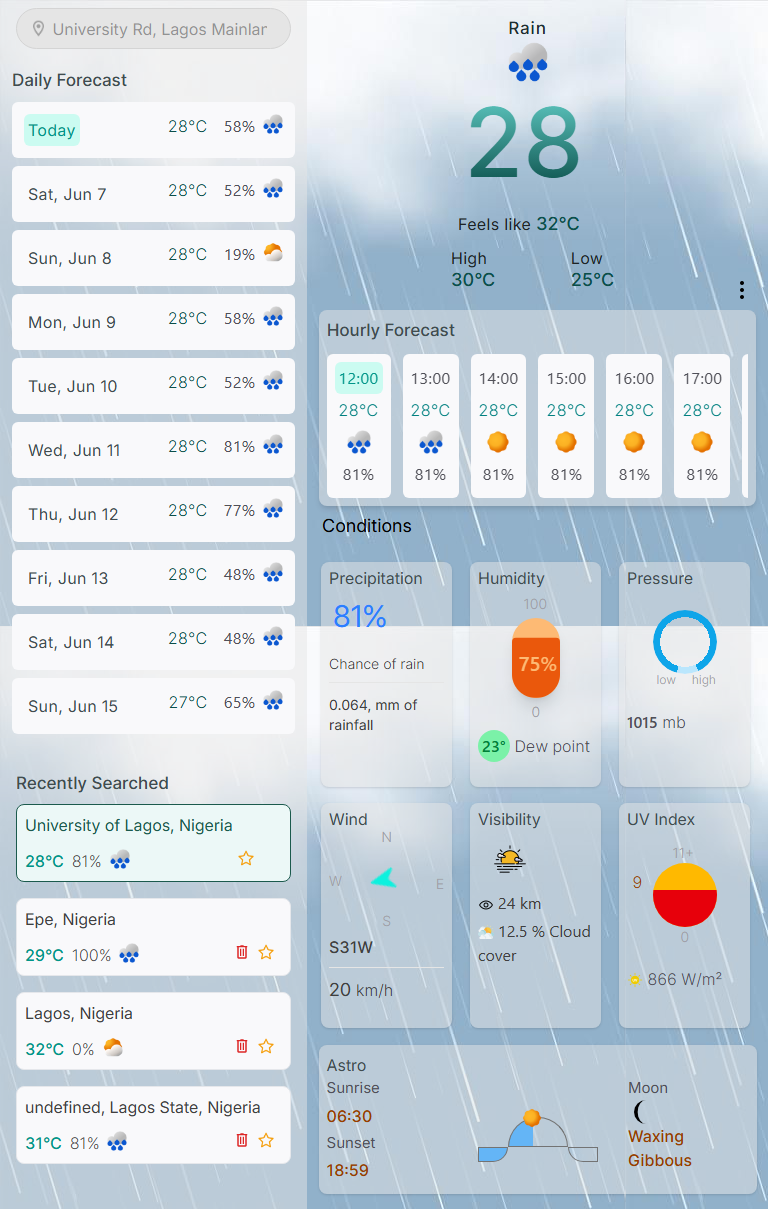 University Rd, Lagos Mainlar
Daily Forecast
Today 28°C 58%
Sat, Jun 7 28°C 52%
Sun, Jun 8 28°C 19%
Mon, Jun 9 28°C 58%
Tue, Jun 10 28°C 52%
Wed, Jun 11 28°C 81%
Thu, Jun 12 28°C 77%
Fri, Jun 13 28°C 48%
Sat, Jun 14 28°C 48%
Sun, Jun 15 27°C 65%
Recently Searched
University of Lagos, Nigeria
28°C 81%
Epe, Nigeria
29°C 100%
Lagos, Nigeria
32°C 0%
undefined, Lagos State, Nigeria
31°C 81%
Rain
28
Feels like 32°C
High Low
30°C 25°C
Hourly Forecast
12:00 13:00 14:00 15:00 16:00 17:00
28°C 28°C 28°C 28°C 28°C 28°C
81% 81% 81% 81% 81% 81%
Conditions
Precipitation
81%
Chance of rain
0.064, mm of
rainfall
Humidity
100
75%
0
23° Dew point
Pressure
low high
1015 mb
Wind
N
W E
S
S31W
20 km/h
Visibility
24 km
12.5 % Cloud
cover
UV Index
11+
9
0
866 W/m²
Astro
Sunrise
06:30
Sunset
18:59
Moon
Waxing
Gibbous